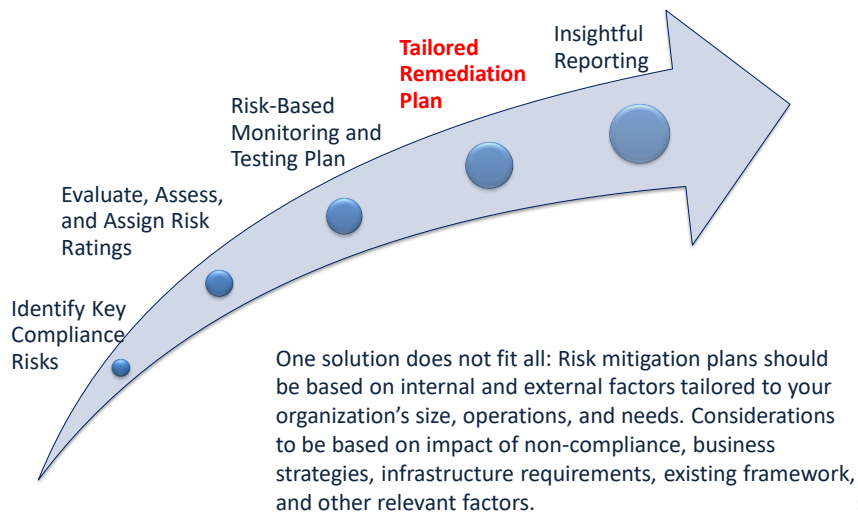 Insightful
Reporting
Tailored
Remediation
Plan
Risk-Based
Monitoring and
Testing Plan
Evaluate, Assess,
and Assign Risk
Ratings
Identify Key
Compliance
Risks
One solution does not fit all: Risk mitigation plans should
be based on internal and external factors tailored to your
organization’s size, operations, and needs. Considerations
to be based on impact of non-compliance, business
strategies, infrastructure requirements, existing framework,
and other relevant factors.